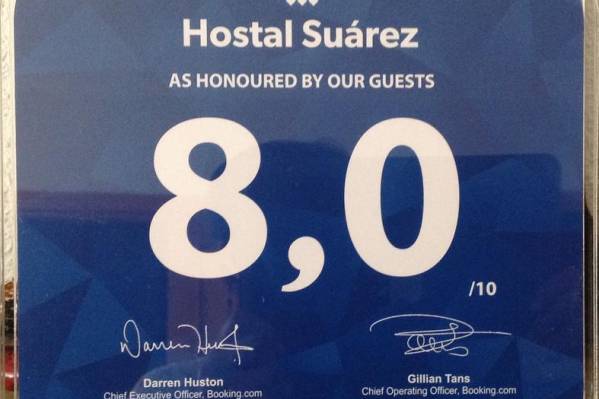 Hostal Suárez
AS HONOURED BY OUR GUESTS
8,0
/10
Darren Huston
Gillian Tans
Chief Executive Officer, Booking.com
Chief Operating Officer, Booking.com